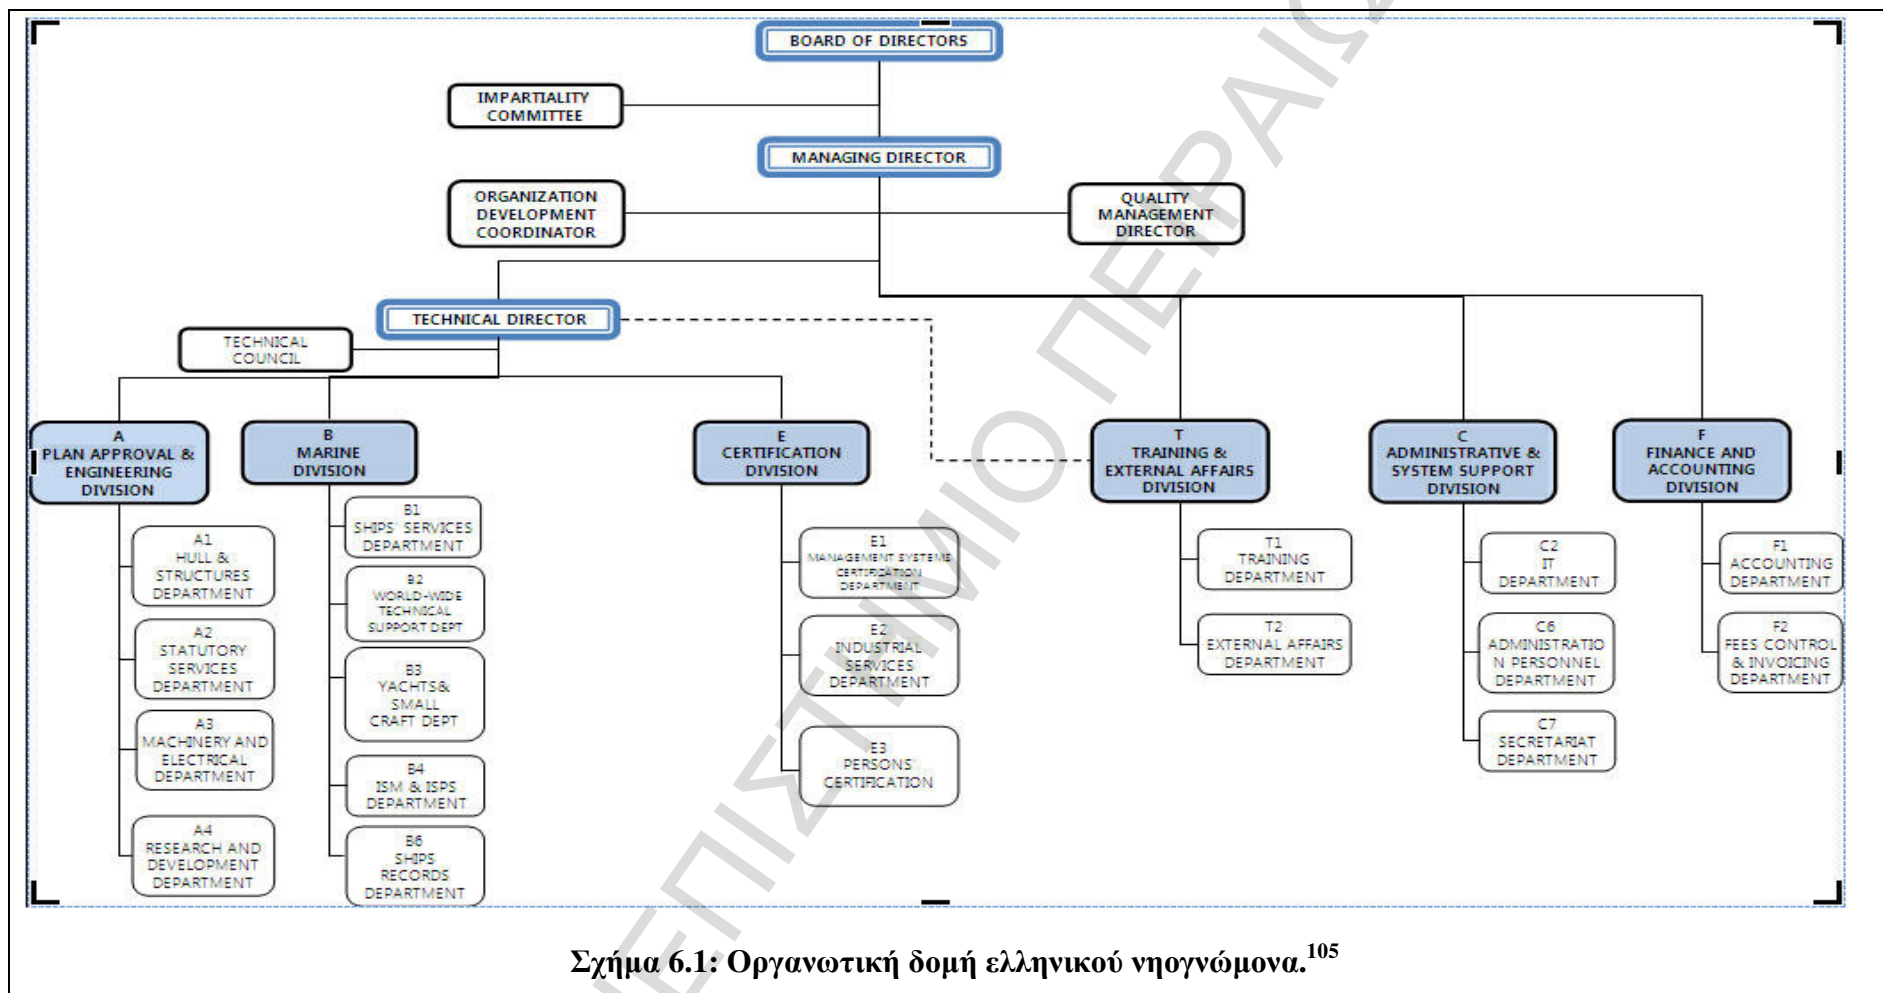 BOARD OF DIRECTORS
IMPARTIALITY
COMMITTEE
MANAGING DIRECTOR
ORGANIZATION
DEVELOPMENT
COORDINATOR
QUALITY
MANAGEMENT
DIRECTOR
TECHNICAL DIRECTOR
TECHNICAL
COUNCIL
A
PLAN APPROVAL &
ENGINEERING
DIVISION
B
MARINE
DIVISION
E
CERTIFICATION
DIVISION
T
TRAINING &
EXTERNAL AFFAIRS
DIVISION
C
ADMINISTRATIVE &
SYSTEM SUPPORT
DIVISION
F
FINANCE AND
ACCOUNTING
DIVISION
A1
HULL &
STRUCTURES
DEPARTMENT
A2
STATUTORY
SERVICES
DEPARTMENT
A3
MACHINERY AND
ELECTRICAL
DEPARTMENT
A4
RESEARCH AND
DEVELOPMENT
DEPARTMENT
B1
SHIPS' SERVICES
DEPARTMENT
B2
WORLD-WIDE
TECHNICAL
SUPPORT DEPT
B3
YACHTS&
SMALL
CRAFT DEPT
B4
ISM & ISPS
DEPARTMENT
B6
SHIPS
RECORDS
DEPARTMENT
E1
MANAGEMENT SYSTEMS
CERTIFICATION
DEPARTMENT
E2
INDUSTRIAL
SERVICES
DEPARTMENT
E3
PERSONS'
CERTIFICATION
T1
TRAINING
DEPARTMENT
T2
EXTERNAL AFFAIRS
DEPARTMENT
C2
IT
DEPARTMENT
C6
ADMINISTRATIO
N PERSONNEL
DEPARTMENT
C7
SECRETARIAT
DEPARTMENT
F1
ACCOUNTING
DEPARTMENT
F2
FEES CONTROL
& INVOICING
DEPARTMENT
Σχήμα 6.1: Οργανωτική δομή ελληνικού νηογνώμονα.105